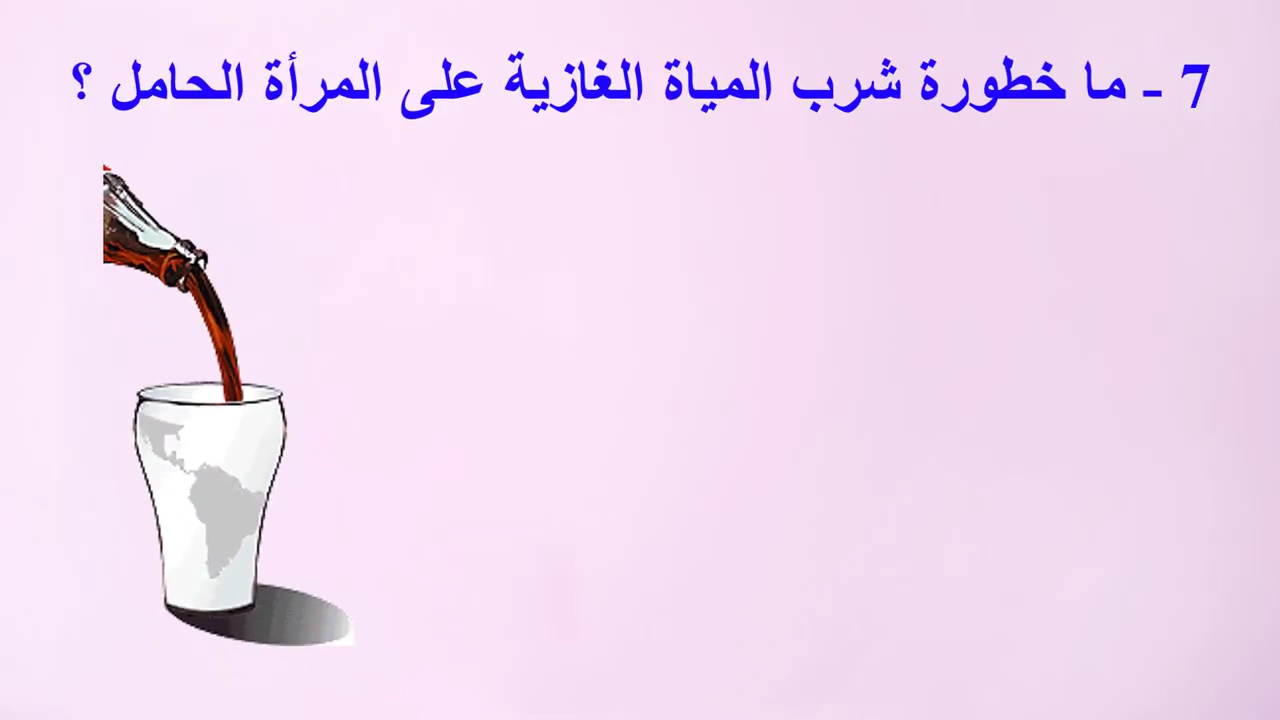 7 - ما خطورة شرب المياة الغازية على المرأة الحامل ؟